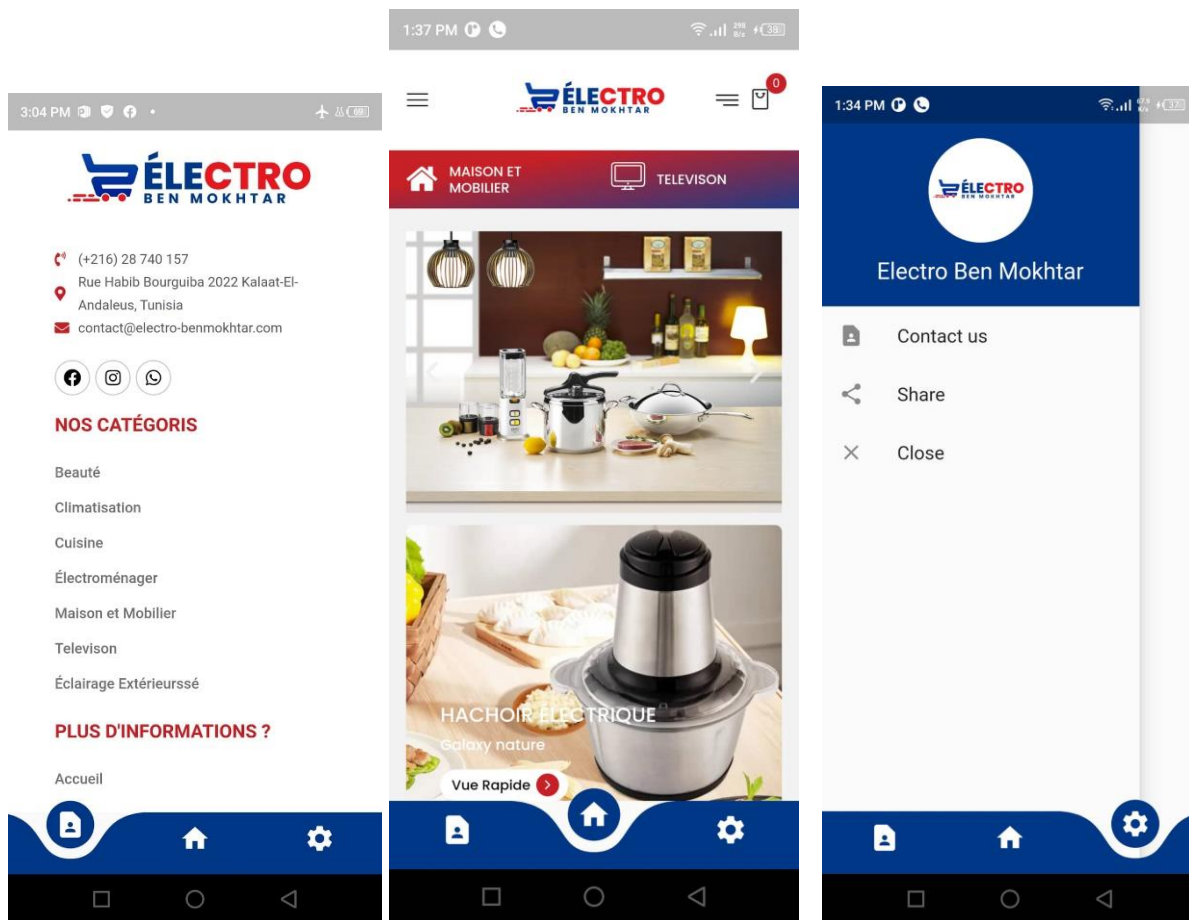 3:04 PM
ÉLECTRO
BEN MOKHTAR
(+216) 28 740 157
Rue Habib Bourguiba 2022 Kalaat-El-
Andaleus, Tunisia
contact@electro-benmokhtar.com
NOS CATÉGORIS
Beauté
Climatisation
Cuisine
Électroménager
Maison et Mobilier
Televison
Éclairage Extérieurssé
PLUS D'INFORMATIONS ?
Accueil
1:37 PM
ÉLECTRO
BEN MOKHTAR
0
MAISON ET
MOBILIER
TELEVISON
HACHOIR ÉLECTRIQUE
Galaxy nature
Vue Rapide
1:34 PM
ÉLECTRO
BEN MOKHTAR
Electro Ben Mokhtar
Contact us
Share
Close